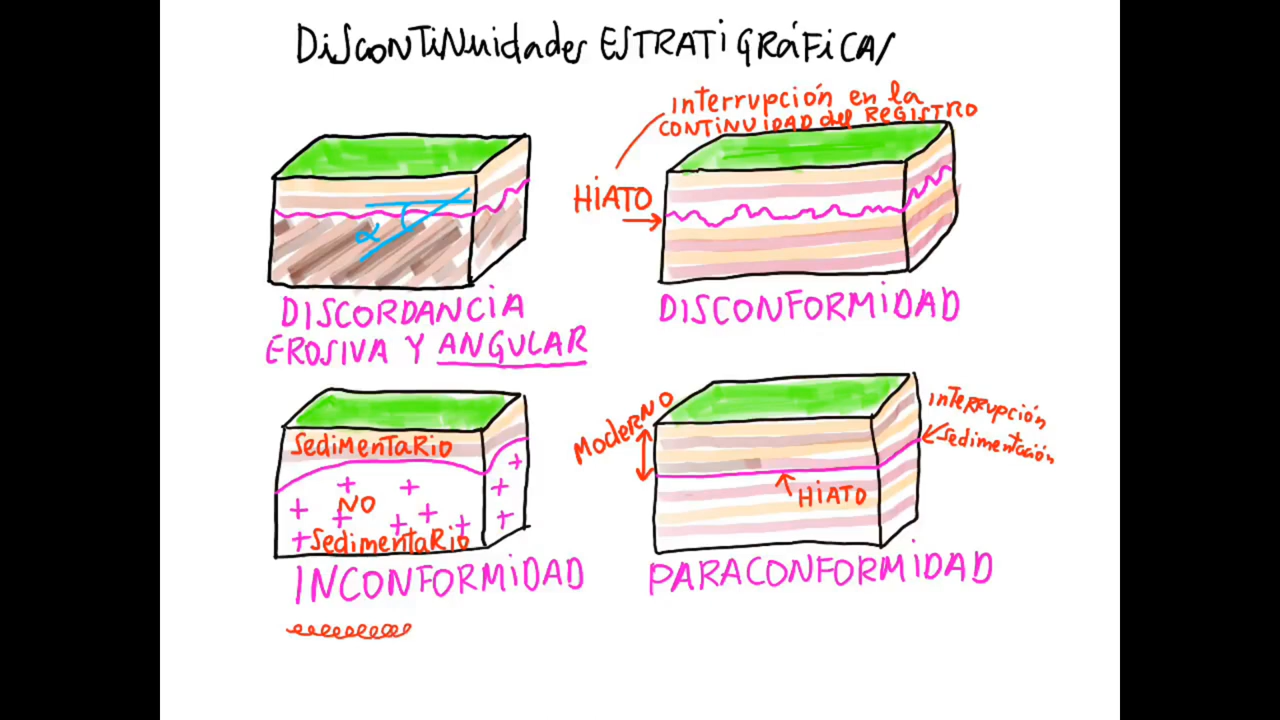 DiSCONTiNuidades ESTRATiGRÁFiCAS
interrupción en la
CONTINUIDAD del REGISTRO
HiATO
α
DISCORDANCiA
EROSIVA Y ANGULAR
DISCONFORMIDAD
SedimentaRio
NO
SedimentaRio
INCONFORMiDAD
ModeRNO
inteRRupción
Sedimentación
HiATO
PARACONFORMiDAD